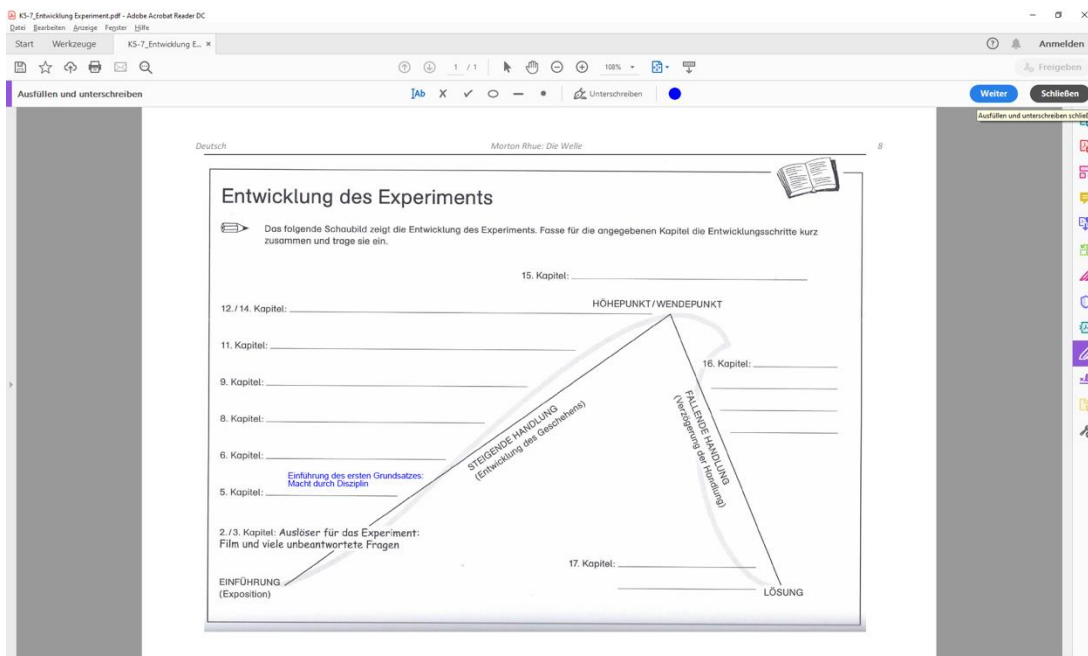 K5-7_Entwicklung Experiment.pdf - Adobe Acrobat Reader DC
Datei Bearbeiten Anzeige Fenster Hilfe
Start Werkzeuge K5-7_Entwicklung E... × Anmelden
1 / 1 108% Freigeben
Ausfüllen und unterschreiben IAb X Unterschreiben Weiter Schließen
Ausfüllen und unterschreiben schließ
Deutsch Morton Rhue: Die Welle 8
Entwicklung des Experiments
Das folgende Schaubild zeigt die Entwicklung des Experiments. Fasse für die angegebenen Kapitel die Entwicklungsschritte kurz
zusammen und trage sie ein.
15. Kapitel:
12./14. Kapitel:
HÖHEPUNKT/WENDEPUNKT
11. Kapitel:
16. Kapitel:
9. Kapitel:
8. Kapitel:
STEIGENDE HANDLUNG
(Entwicklung des Geschehens)
FALLENDE HANDLUNG
(Verzögerung der Handlung)
6. Kapitel:
Einführung des ersten Grundsatzes:
Macht durch Disziplin
5. Kapitel:
2./3. Kapitel: Auslöser für das Experiment:
Film und viele unbeantwortete Fragen
17. Kapitel:
EINFÜHRUNG
(Exposition)
LÖSUNG